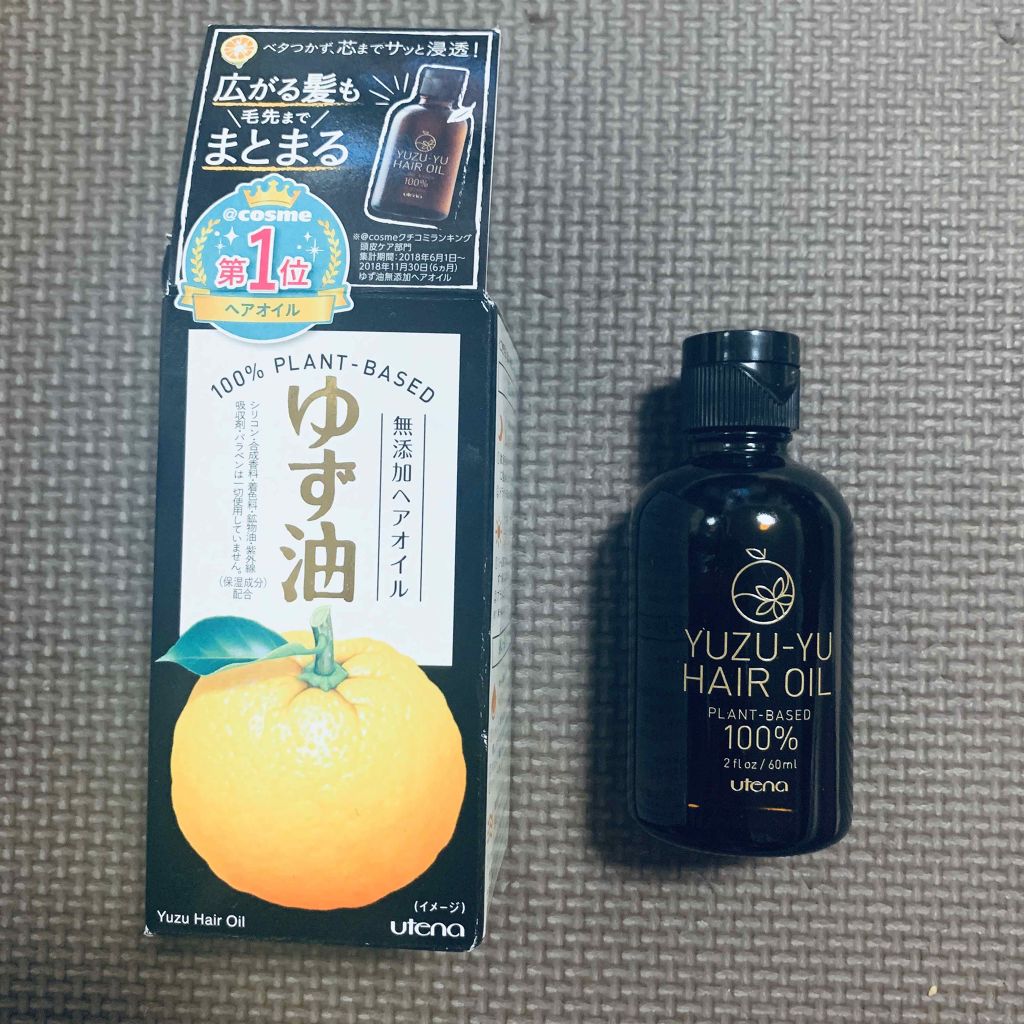 ベタつかず、芯までサッと浸透!
広がる髪も
毛先まで
まとまる
YUZU-YU
HAIR OIL
100%
utena
@cosme
第1位
ヘアオイル
※@cosmeクチコミランキング
頭皮ケア部門
集計期間:2018年6月1日〜
2018年11月30日(6ヵ月)
ゆず油無添加ヘアオイル
100% PLANT-BASED
無添加ヘアオイル
ゆず油
(保湿成分)
配合
シリコン・合成香料・着色料・鉱物油・紫外線
吸収剤・パラベンは一切使用していません。
(イメージ)
Yuzu Hair Oil
utena
YUZU-YU
HAIR OIL
PLANT-BASED
100%
2 fl oz / 60ml
utena